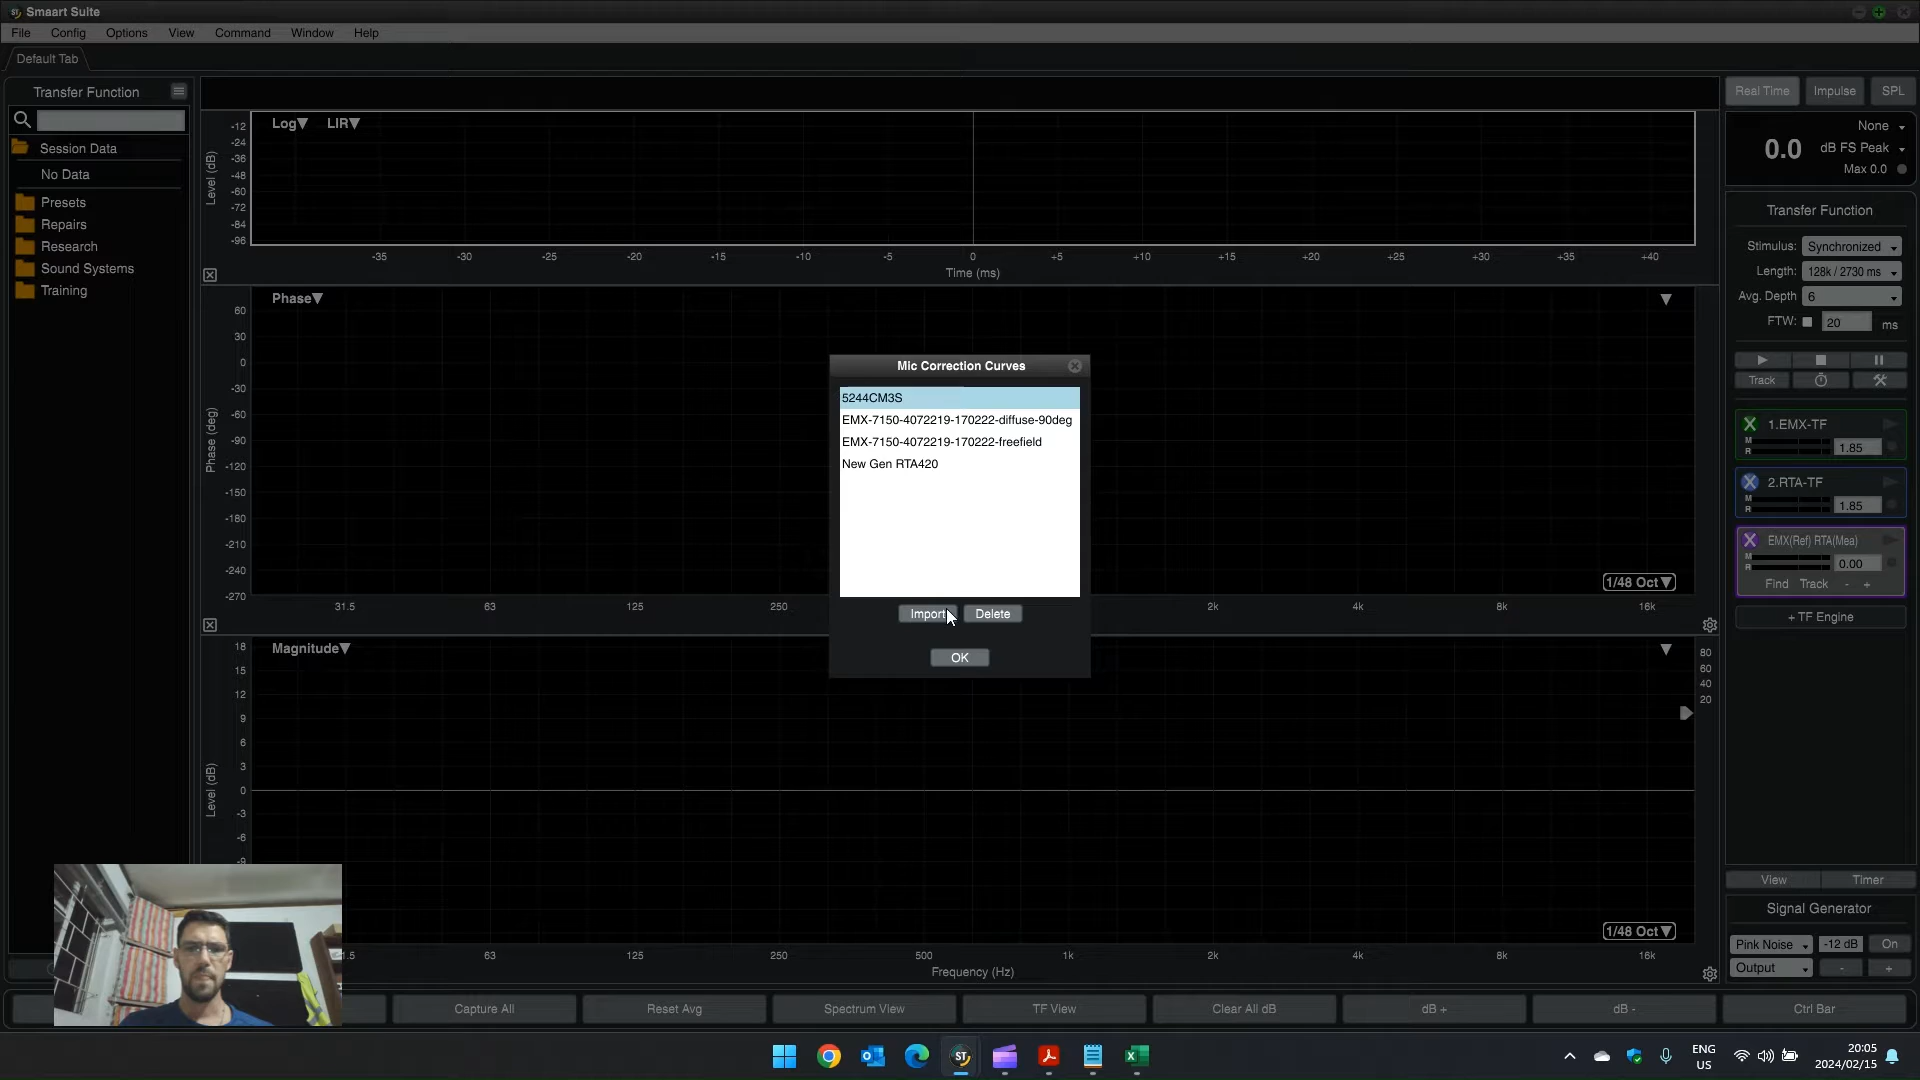 Smaart Suite
File Config Options View Command Window Help
Default Tab
Transfer Function
Session Data
No Data
Presets
Repairs
Research
Sound Systems
Training
Log▼ LIR▼
Level (dB)
-12
-24
-36
-48
-60
-72
-84
-96
-35 -30 -25 -20 -15 -10 -5 0 +5 +10 +15 +20 +25 +30 +35 +40
Time (ms)
Phase▼
Phase (deg)
60
30
0
-30
-60
-90
-120
-150
-180
-210
-240
-270
1/48 Oct▼
31.5 63 125 250 2k 4k 8k 16k
Magnitude▼
Level (dB)
18
15
12
9
6
3
0
-3
-6
-9
80
60
40
20
1/48 Oct▼
1.5 63 125 250 500 1k 2k 4k 8k 16k
Frequency (Hz)
Mic Correction Curves
5244CM3S
EMX-7150-4072219-170222-diffuse-90deg
EMX-7150-4072219-170222-freefield
New Gen RTA420
Import Delete
OK
Real Time Impulse SPL
None
0.0 dB FS Peak
Max 0.0
Transfer Function
Stimulus: Synchronized
Length: 128k / 2730 ms
Avg. Depth 6
FTW: 20 ms
Track
X 1.EMX-TF
M
R 1.85
X 2.RTA-TF
M
R 1.85
X EMX(Ref) RTA(Mea)
M
R 0.00
Find Track - +
+ TF Engine
View Timer
Signal Generator
Pink Noise -12 dB On
Output - +
Capture All Reset Avg Spectrum View TF View Clear All dB dB + dB - Ctrl Bar
ST
ENG
US
20:05
2024/02/15